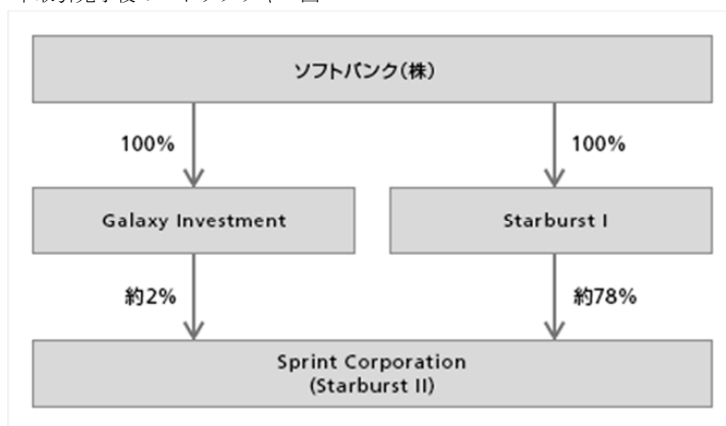 ソフトバンク(株)
100%
100%
Galaxy Investment
Starburst I
約2%
約78%
Sprint Corporation
(Starburst II)